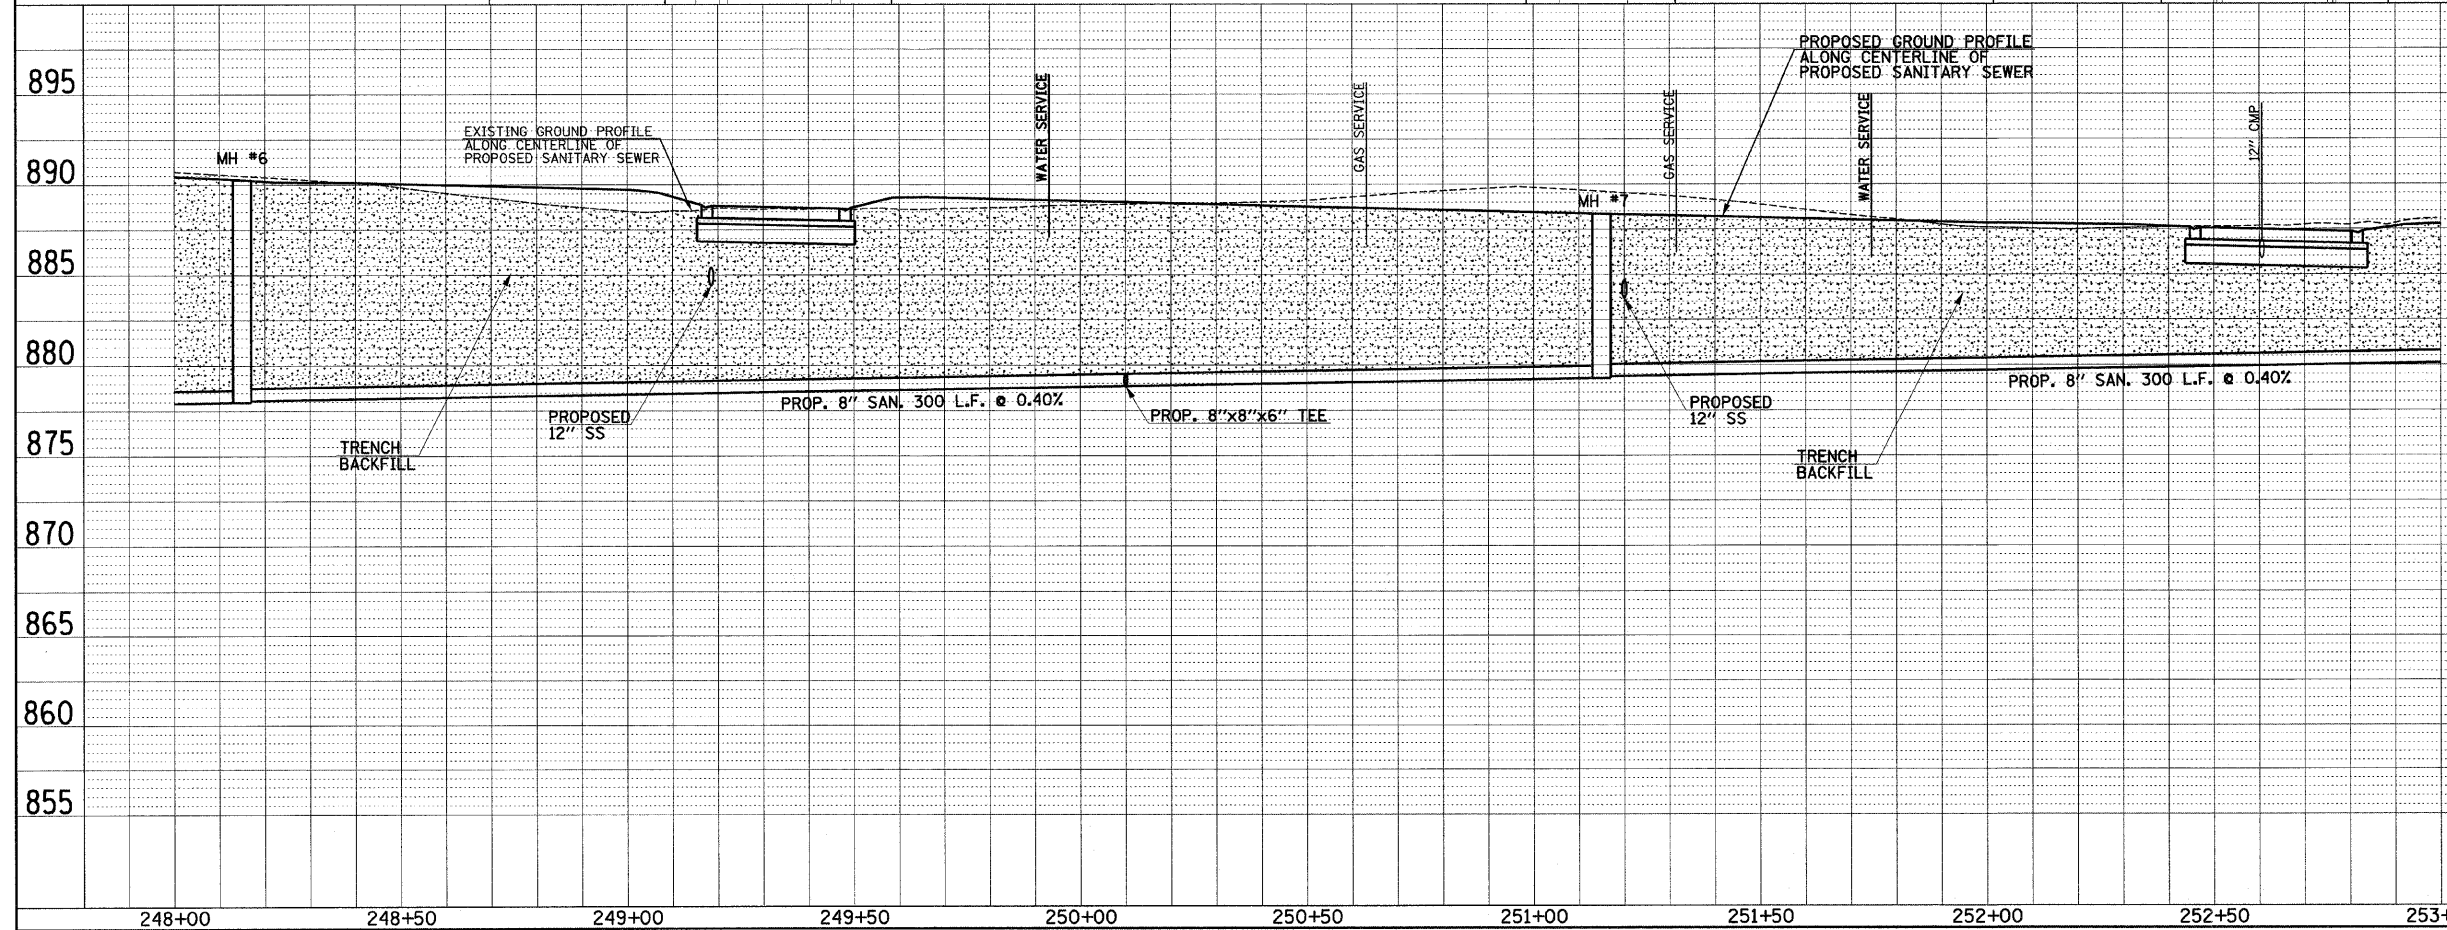 895
890
885
880
875
870
865
860
855
MH #6
EXISTING GROUND PROFILE
ALONG CENTERLINE OF
PROPOSED SANITARY SEWER
WATER SERVICE
GAS SERVICE
MH #7
GAS SERVICE
PROPOSED GROUND PROFILE
ALONG CENTERLINE OF
PROPOSED SANITARY SEWER
WATER SERVICE
12" CMP
TRENCH
BACKFILL
PROPOSED
12" SS
PROP. 8" SAN. 300 L.F. @ 0.40%
PROP. 8"x8"x6" TEE
PROPOSED
12" SS
TRENCH
BACKFILL
PROP. 8" SAN. 300 L.F. @ 0.40%
248+00 248+50 249+00 249+50 250+00 250+50 251+00 251+50 252+00 252+50